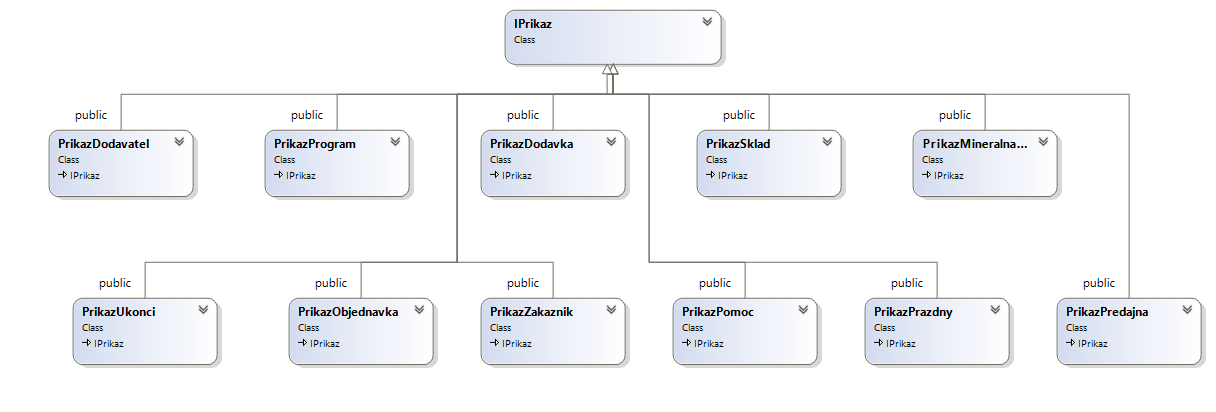 IPrikaz
Class
public
public
public
public
public
PrikazDodavatel
Class
IPrikaz
PrikazProgram
Class
IPrikaz
PrikazDodavka
Class
IPrikaz
PrikazSklad
Class
IPrikaz
PrikazMineralna...
Class
IPrikaz
public
public
public
public
public
public
PrikazUkonci
Class
IPrikaz
PrikazObjednavka
Class
IPrikaz
PrikazZakaznik
Class
IPrikaz
PrikazPomoc
Class
IPrikaz
PrikazPrazdny
Class
IPrikaz
PrikazPredajna
Class
IPrikaz